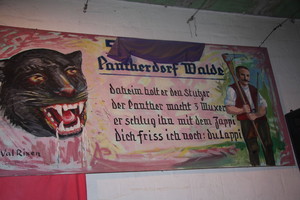 Pantherdorf Walde
daheim holt er den Stutzer
der Panther macht 3 Muxer
er schlug ihn mit dem Zappi
dich friss ich noch: du Lappi